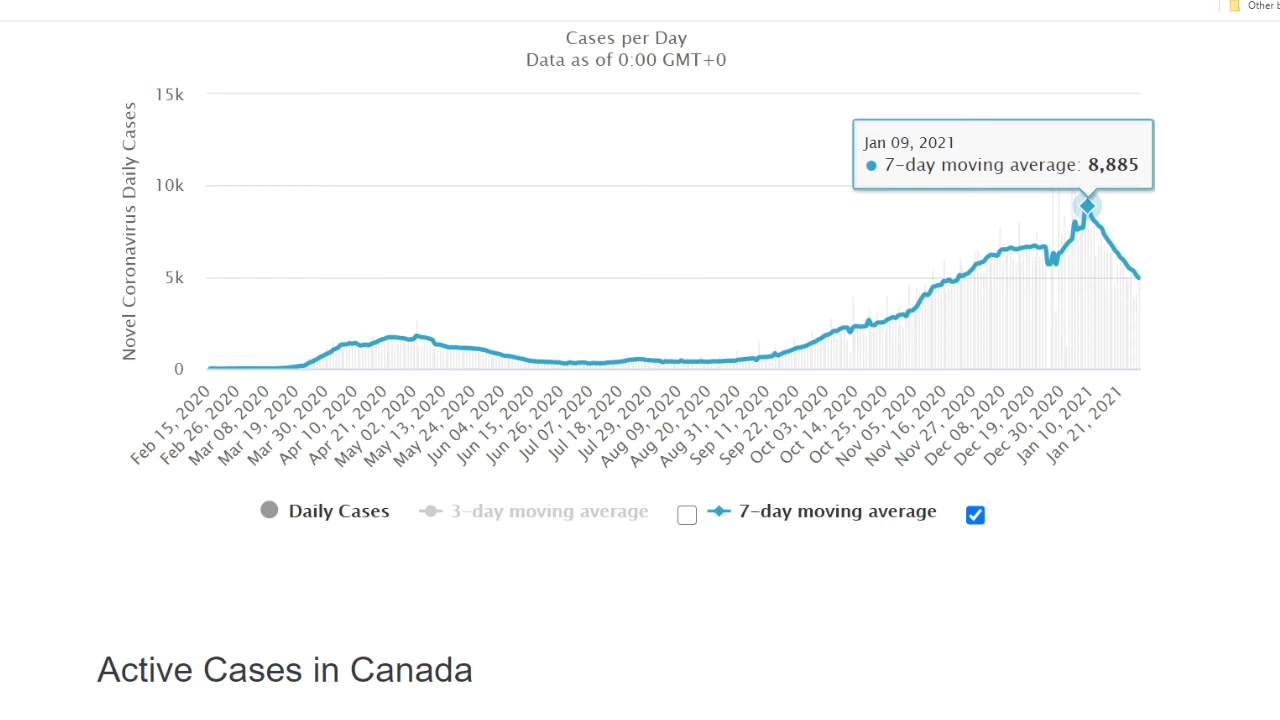 Other b
Cases per Day
Data as of 0:00 GMT+0
Novel Coronavirus Daily Cases
15k
10k
5k
0
Jan 09, 2021
7-day moving average: 8,885
Feb 15, 2020
Feb 26, 2020
Mar 08, 2020
Mar 19, 2020
Mar 30, 2020
Apr 10, 2020
Apr 21, 2020
May 02, 2020
May 13, 2020
May 24, 2020
Jun 04, 2020
Jun 15, 2020
Jun 26, 2020
Jul 07, 2020
Jul 18, 2020
Jul 29, 2020
Aug 09, 2020
Aug 20, 2020
Aug 31, 2020
Sep 11, 2020
Sep 22, 2020
Oct 03, 2020
Oct 14, 2020
Oct 25, 2020
Nov 05, 2020
Nov 16, 2020
Nov 27, 2020
Dec 08, 2020
Dec 19, 2020
Dec 30, 2020
Jan 10, 2021
Jan 21, 2021
Daily Cases
3-day moving average
7-day moving average
Active Cases in Canada